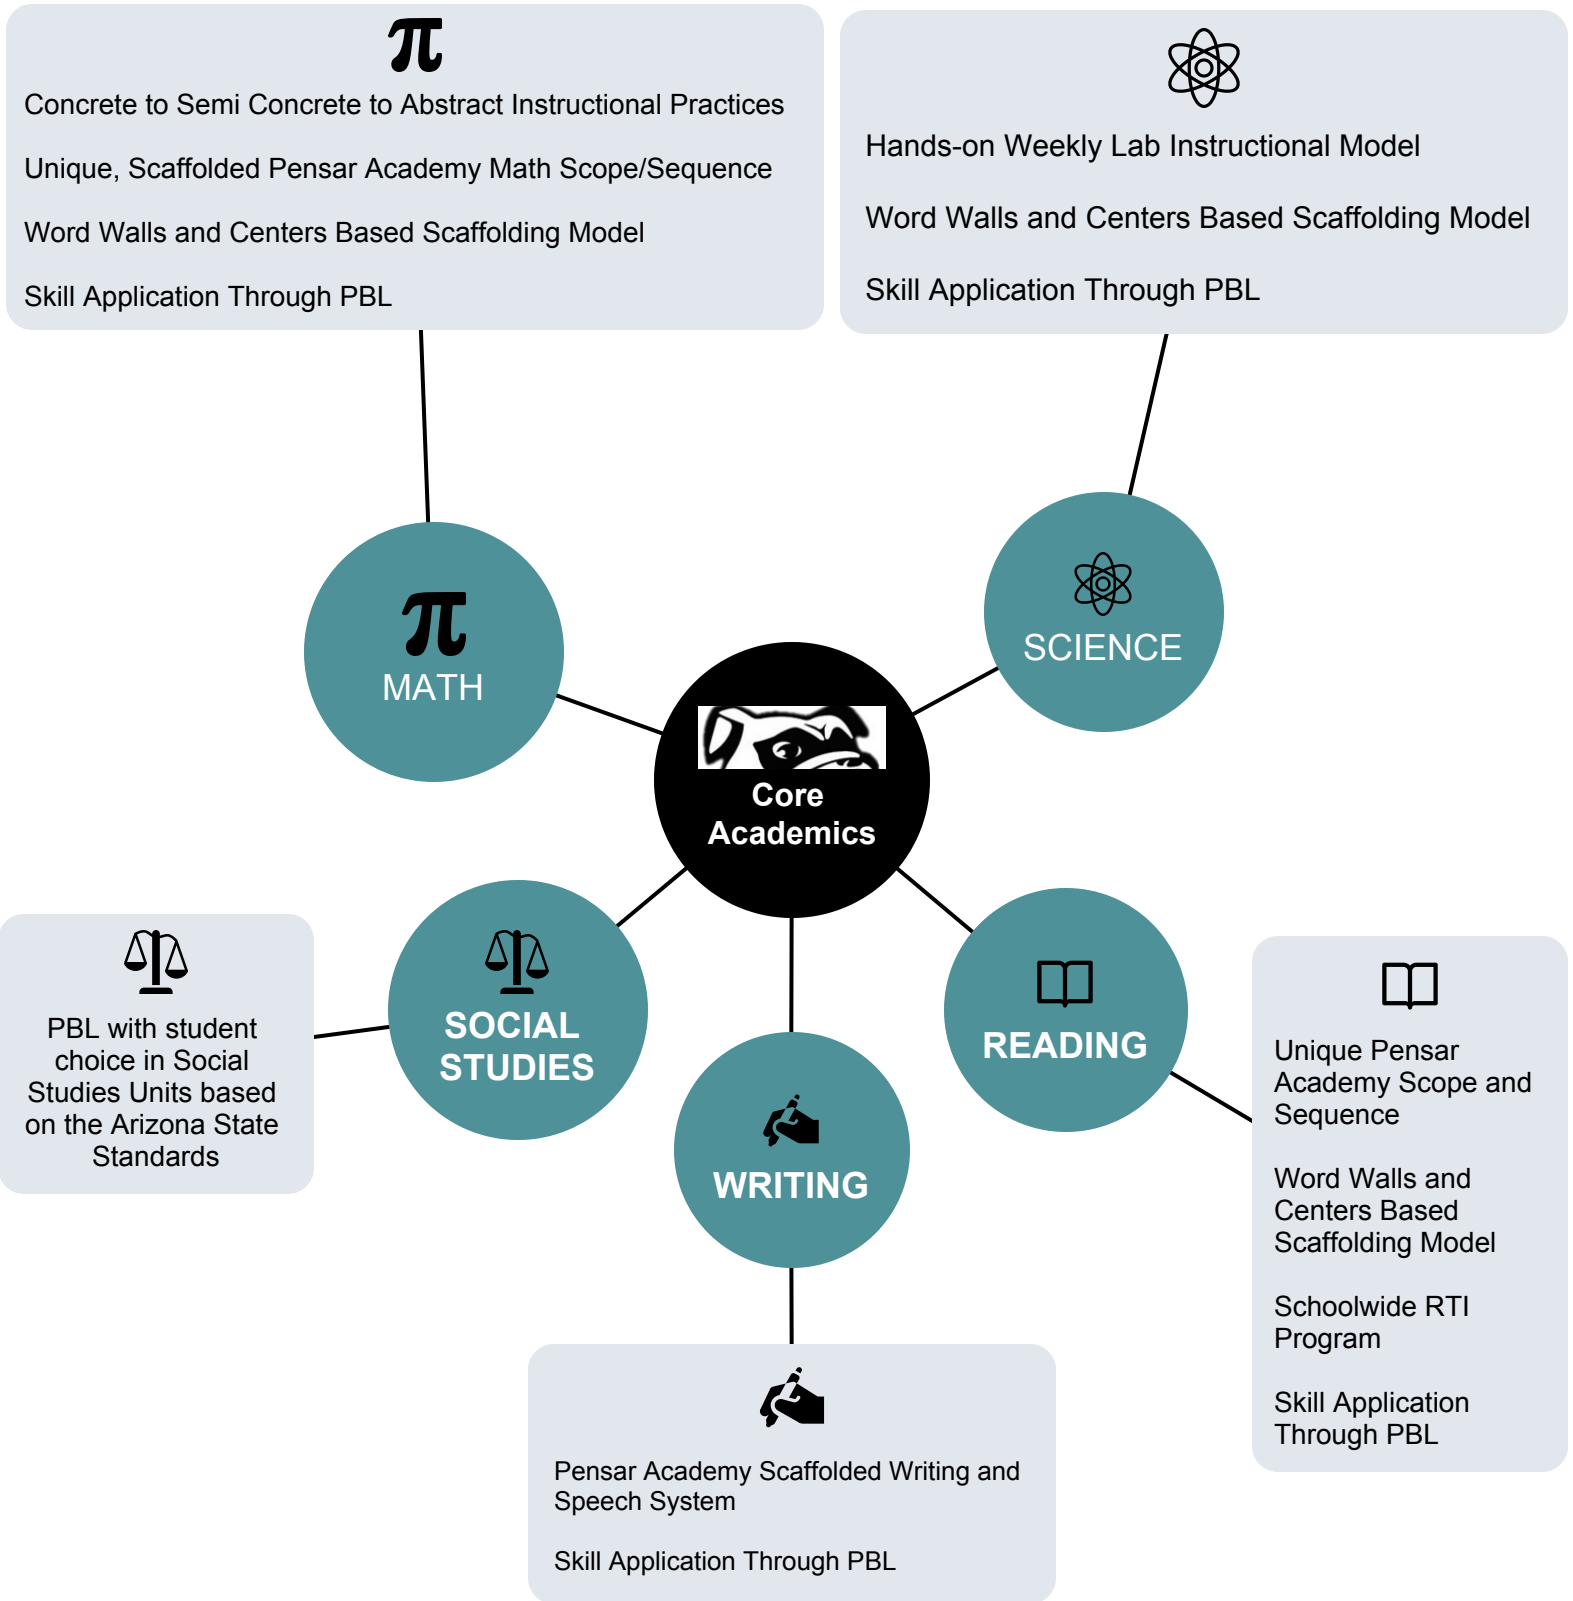 π
Concrete to Semi Concrete to Abstract Instructional Practices
Unique, Scaffolded Pensar Academy Math Scope/Sequence
Word Walls and Centers Based Scaffolding Model
Skill Application Through PBL
Hands-on Weekly Lab Instructional Model
Word Walls and Centers Based Scaffolding Model
Skill Application Through PBL
π
MATH
SCIENCE
Core
Academics
SOCIAL
STUDIES
READING
WRITING
PBL with student
choice in Social
Studies Units based
on the Arizona State
Standards
Unique Pensar
Academy Scope and
Sequence
Word Walls and
Centers Based
Scaffolding Model
Schoolwide RTI
Program
Skill Application
Through PBL
Pensar Academy Scaffolded Writing and
Speech System
Skill Application Through PBL